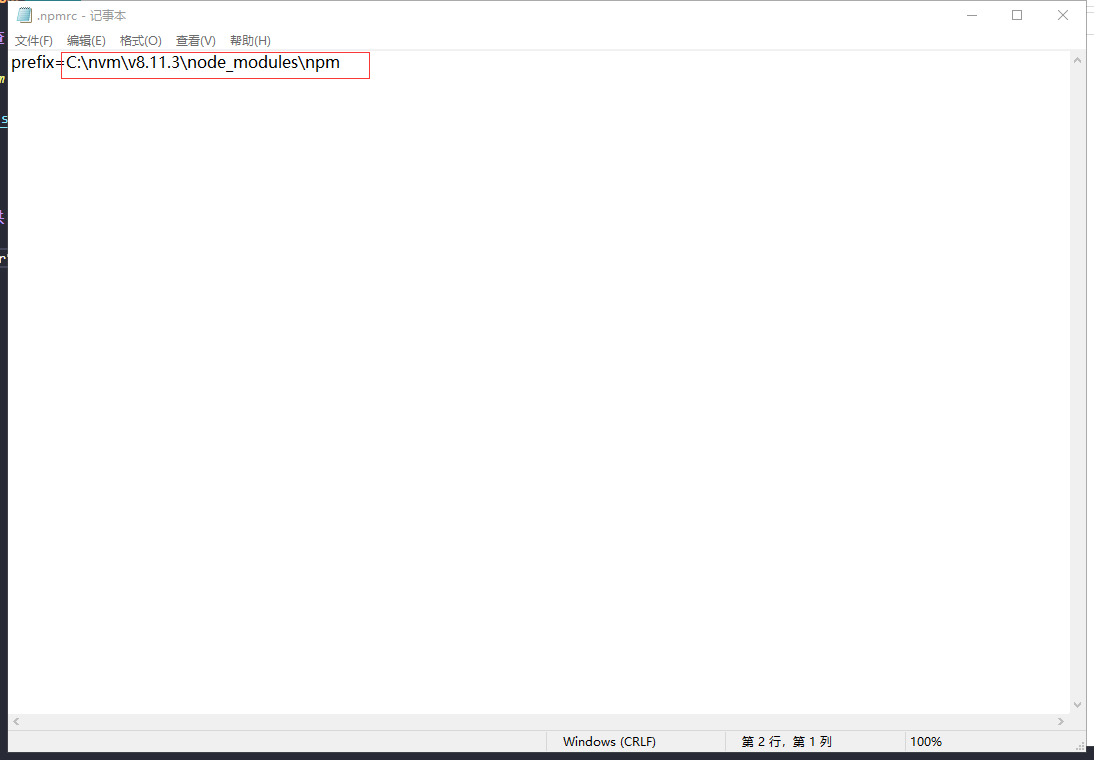 .npmrc - 记事本
文件(F) 编辑(E) 格式(O) 查看(V) 帮助(H)
prefix=C:\nvm\v8.11.3\node_modules\npm
Windows (CRLF) 第 2 行，第 1 列 100%